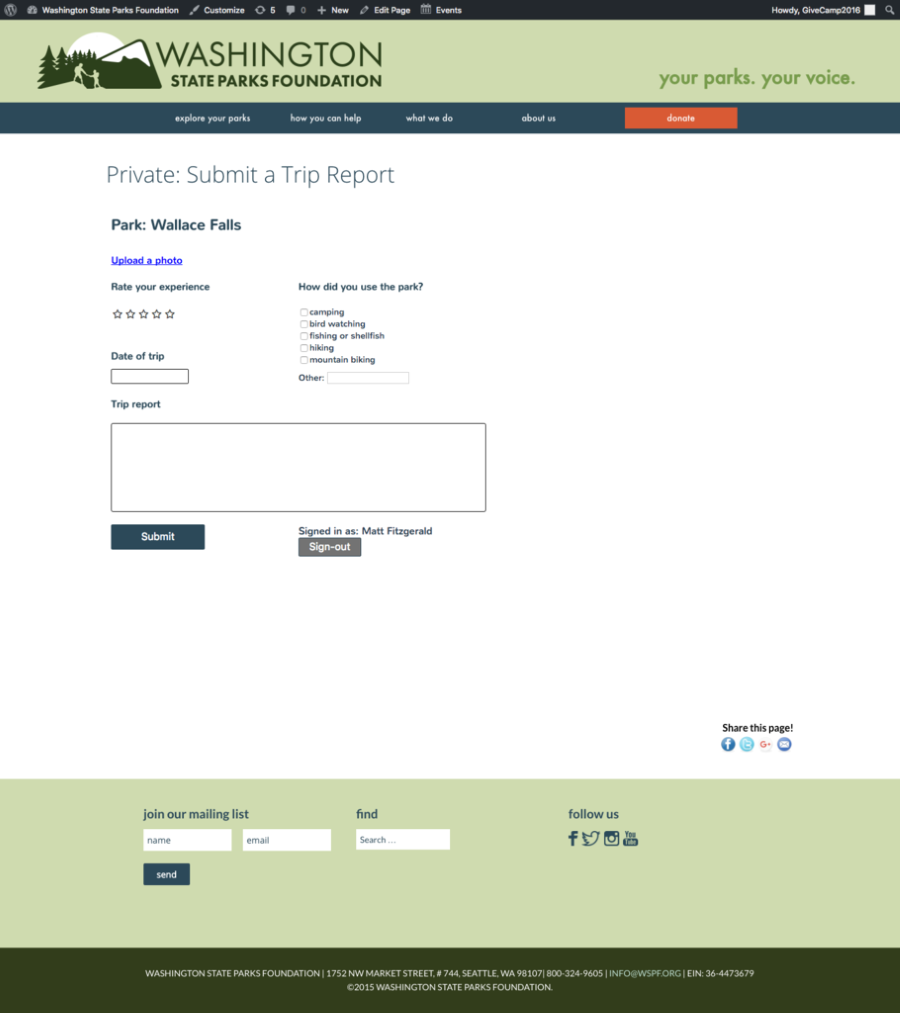 Washington State Parks Foundation Customize 5 0 New Edit Page Events Howdy, GiveCamp2016
WASHINGTON
STATE PARKS FOUNDATION
your parks. your voice.
explore your parks how you can help what we do about us donate
Private: Submit a Trip Report
Park: Wallace Falls
Upload a photo
Rate your experience
How did you use the park?
camping
bird watching
fishing or shellfish
hiking
mountain biking
Other:
Date of trip
Trip report
Submit
Signed in as: Matt Fitzgerald
Sign-out
Share this page!
G+
join our mailing list
name email
send
find
Search ...
follow us
You Tube
WASHINGTON STATE PARKS FOUNDATION | 1752 NW MARKET STREET, # 744, SEATTLE, WA 98107| 800-324-9605 | INFO@WSPF.ORG | EIN: 36-4473679
©2015 WASHINGTON STATE PARKS FOUNDATION.